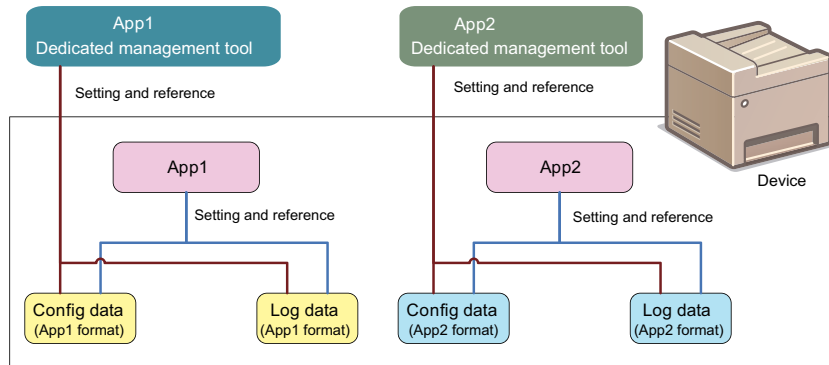 App1
Dedicated management tool
App2
Dedicated management tool
Setting and reference
Setting and reference
App1
App2
Device
Setting and reference
Setting and reference
Config data
(App1 format)
Log data
(App1 format)
Config data
(App2 format)
Log data
(App2 format)